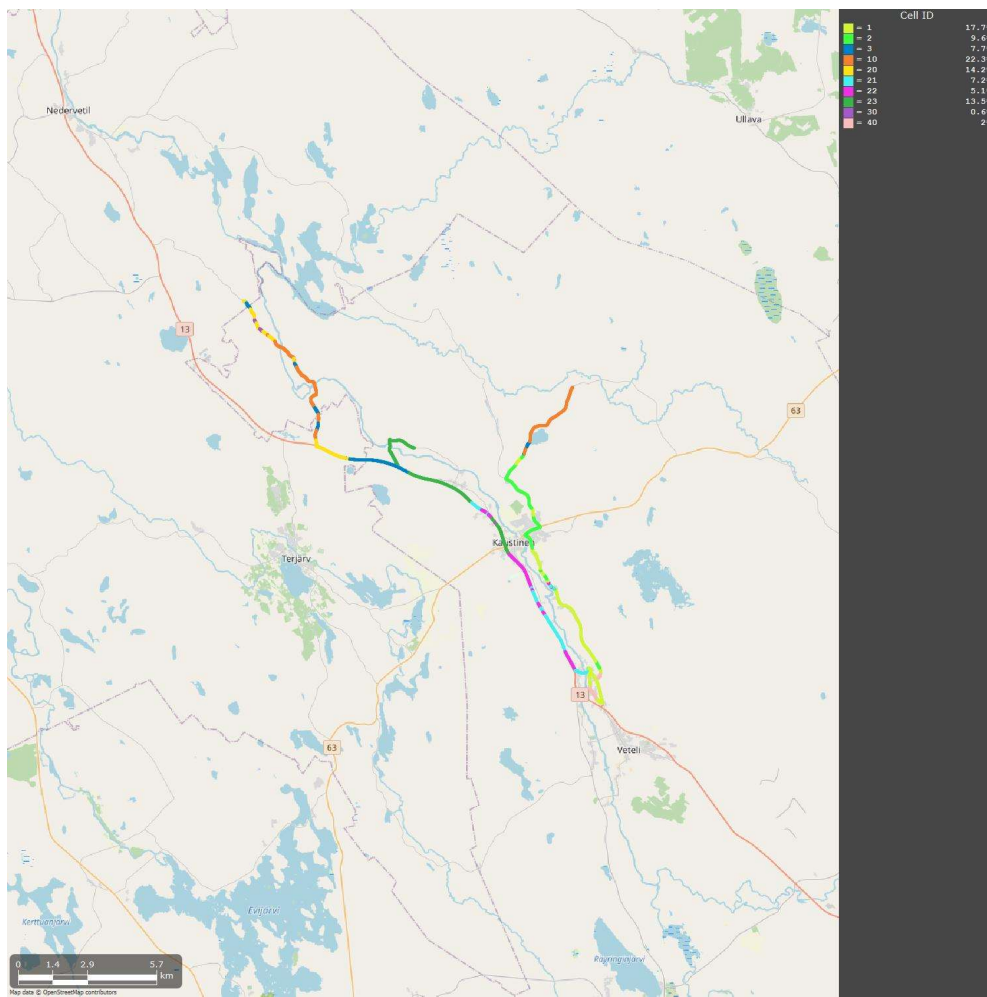 Cell ID
= 1 17.7
= 2 9.6
= 3 7.7
= 10 22.3
= 20 14.2
= 21 7.2
= 22 5.1
= 23 13.5
= 30 0.6
= 40 2
Nedervetil
Ullava
13
63
Kaustinen
Terjärv
13
63
Veteli
Evijärvi
Kerttuanjärvi
0 1.4 2.9 5.7
km
Map data © OpenStreetMap contributors